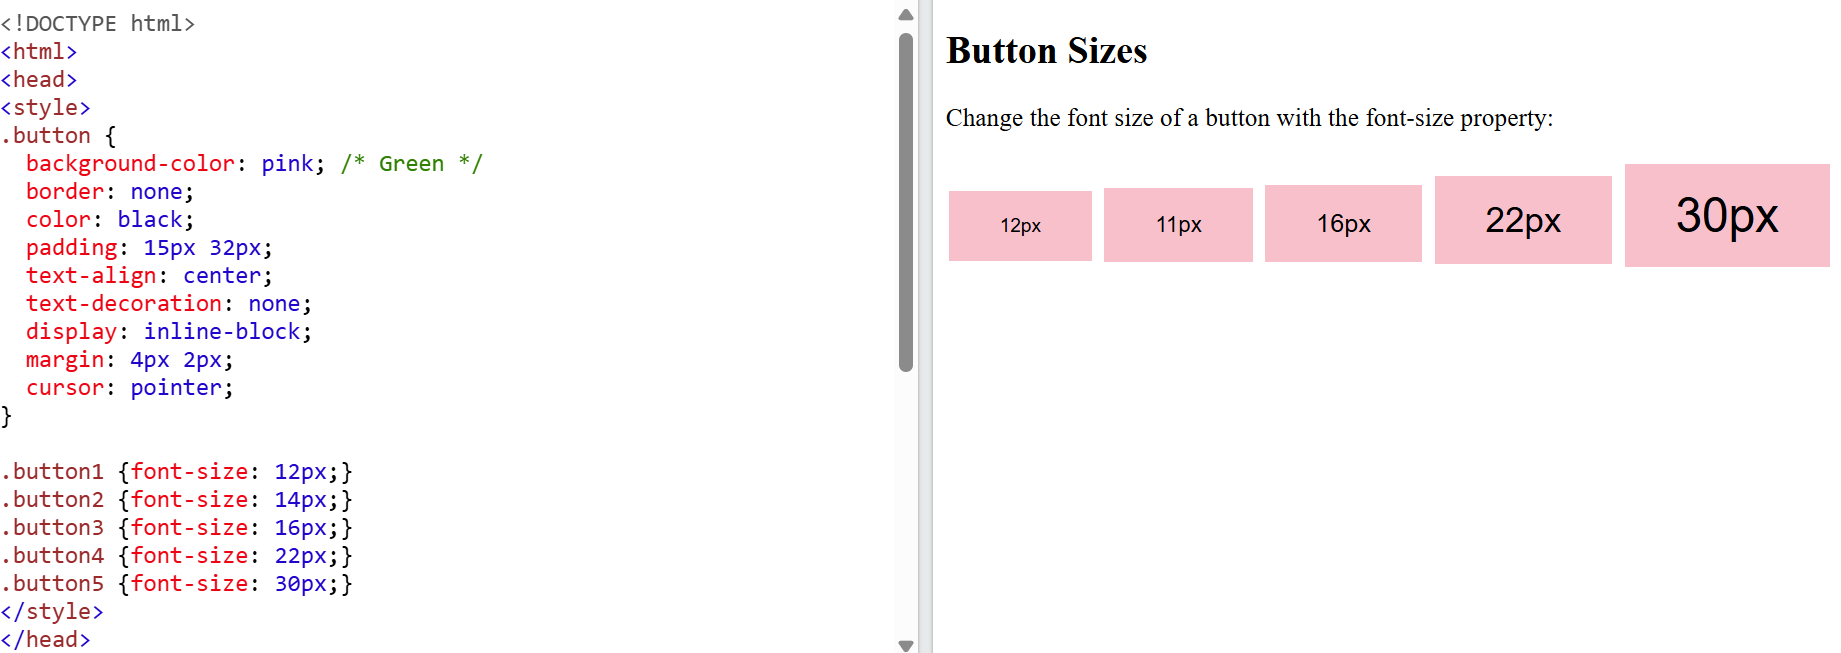 <!DOCTYPE html>
<html>
<head>
<style>
.button {
  background-color: pink; /* Green */
  border: none;
  color: black;
  padding: 15px 32px;
  text-align: center;
  text-decoration: none;
  display: inline-block;
  margin: 4px 2px;
  cursor: pointer;
}

.button1 {font-size: 12px;}
.button2 {font-size: 14px;}
.button3 {font-size: 16px;}
.button4 {font-size: 22px;}
.button5 {font-size: 30px;}
</style>
</head>
Button Sizes
Change the font size of a button with the font-size property:
12px 11px 16px 22px 30px